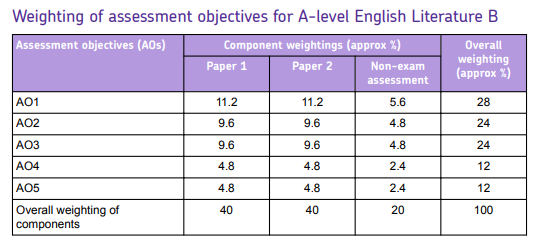 Weighting of assessment objectives for A-level English Literature B
Assessment objectives (AOs) Component weightings (approx %) Overall weighting (approx %)
Paper 1 Paper 2 Non-exam assessment
AO1 11.2 11.2 5.6 28
AO2 9.6 9.6 4.8 24
AO3 9.6 9.6 4.8 24
AO4 4.8 4.8 2.4 12
AO5 4.8 4.8 2.4 12
Overall weighting of components 40 40 20 100